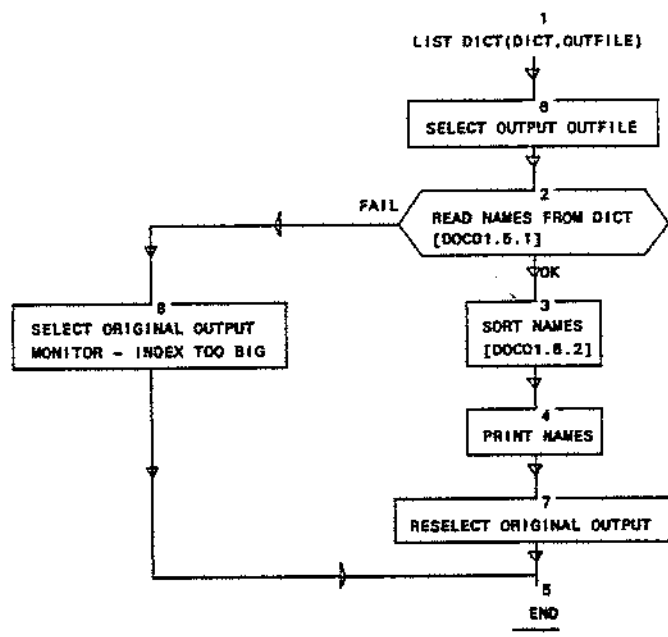 1
LIST DICT(DICT,OUTFILE)
6
SELECT OUTPUT OUTFILE
2
FAIL
READ NAMES FROM DICT
[DOC01.5.1]
OK
8
SELECT ORIGINAL OUTPUT
MONITOR - INDEX TOO BIG
3
SORT NAMES
[DOC01.5.2]
4
PRINT NAMES
7
RESELECT ORIGINAL OUTPUT
5
END